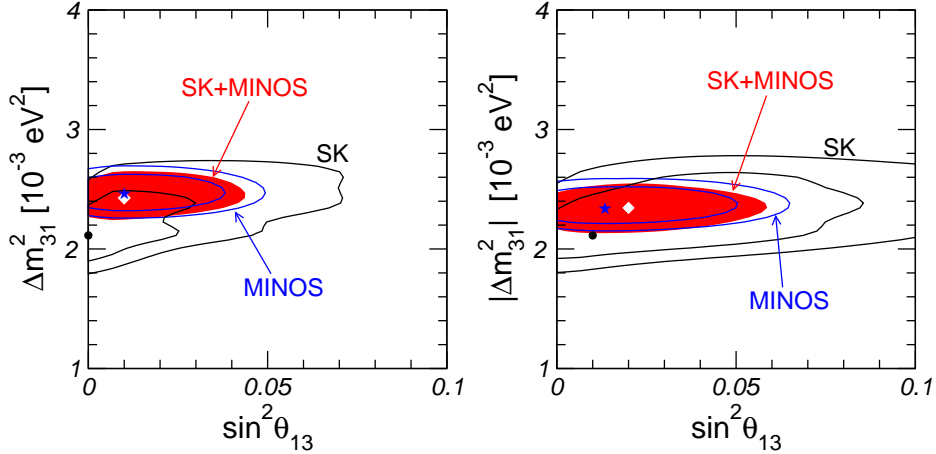 4
3
2
1
Δm²₃₁ [10⁻³ eV²]
SK+MINOS
SK
MINOS
0
0.05
0.1
sin²θ₁₃
4
3
2
1
|Δm²₃₁| [10⁻³ eV²]
SK+MINOS
SK
MINOS
0
0.05
0.1
sin²θ₁₃